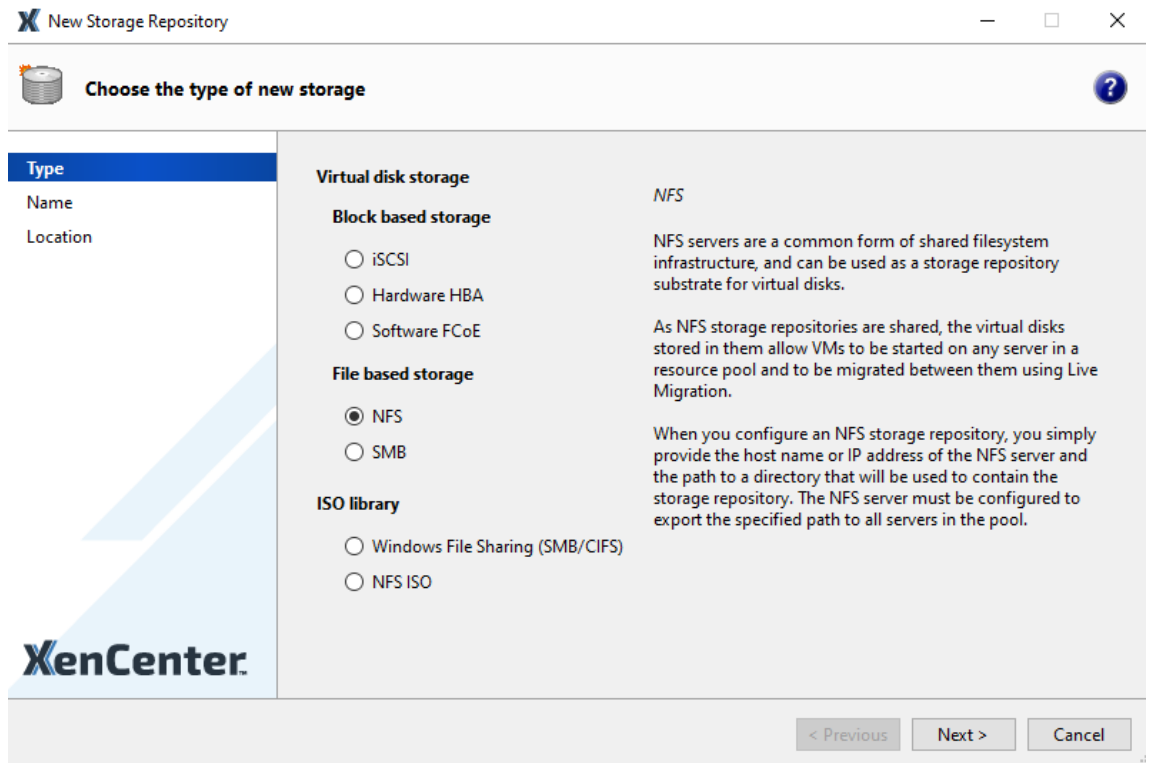 New Storage Repository
Choose the type of new storage
?
Type
Name
Location
Virtual disk storage
Block based storage
iSCSI
Hardware HBA
Software FCoE
File based storage
NFS
SMB
ISO library
Windows File Sharing (SMB/CIFS)
NFS ISO
NFS
NFS servers are a common form of shared filesystem
infrastructure, and can be used as a storage repository
substrate for virtual disks.
As NFS storage repositories are shared, the virtual disks
stored in them allow VMs to be started on any server in a
resource pool and to be migrated between them using Live
Migration.
When you configure an NFS storage repository, you simply
provide the host name or IP address of the NFS server and
the path to a directory that will be used to contain the
storage repository. The NFS server must be configured to
export the specified path to all servers in the pool.
XenCenter
< Previous
Next >
Cancel